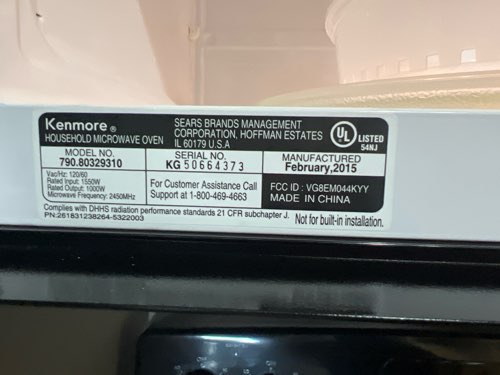 Kenmore®
HOUSEHOLD MICROWAVE OVEN
SEARS BRANDS MANAGEMENT
CORPORATION, HOFFMAN ESTATES
IL 60179 U.S.A
UL LISTED
54NJ
MODEL NO.
790.80329310
SERIAL NO.
KG 50664373
MANUFACTURED
February,2015
Vac/Hz: 120/60
Rated Input: 1550W
Rated Output: 1000W
Microwave Frequency: 2450MHz
For Customer Assistance Call
Support at 1-800-469-4663
FCC ID : VG8EM044KYY
MADE IN CHINA
Complies with DHHS radiation performance standards 21 CFR subchapter J.
PN:261831238264-5322003
Not for built-in installation.